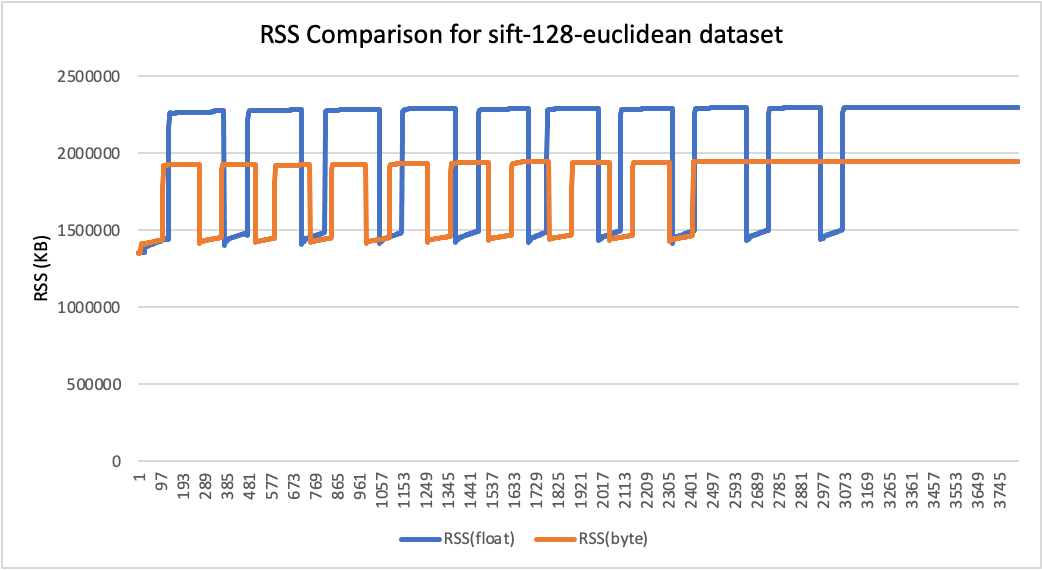 RSS Comparison for sift-128-euclidean dataset
2500000
2000000
1500000
1000000
500000
0
RSS (KB)
1 97 193 289 385 481 577 673 769 865 961 1057 1153 1249 1345 1441 1537 1633 1729 1825 1921 2017 2113 2209 2305 2401 2497 2593 2689 2785 2881 2977 3073 3169 3265 3361 3457 3553 3649 3745
RSS(float) RSS(byte)